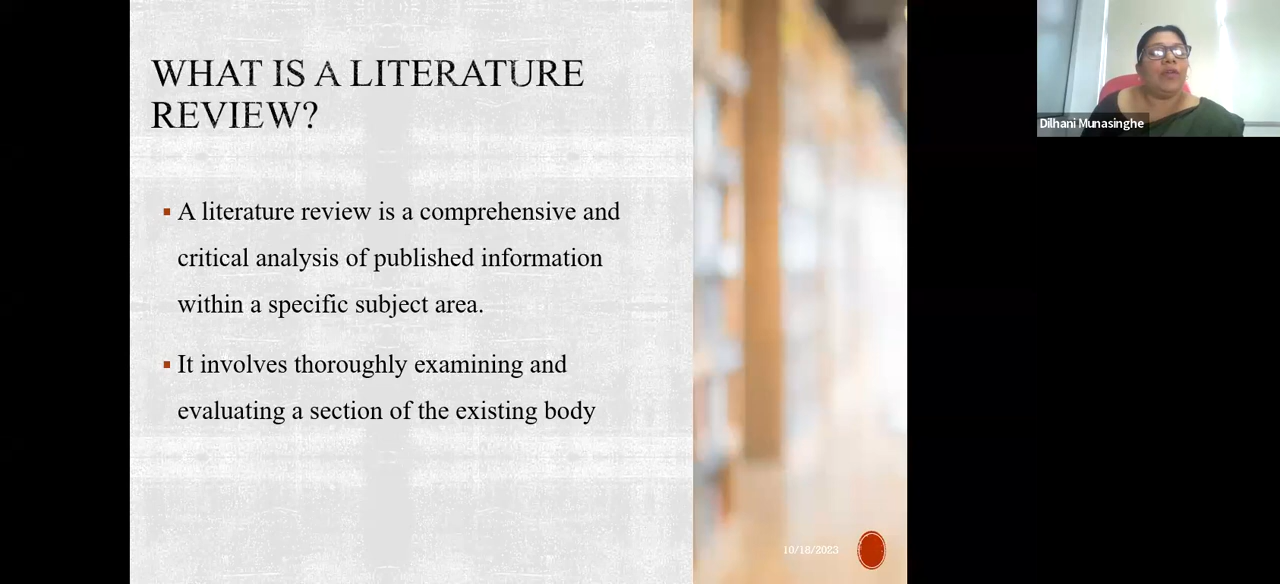 WHAT IS A LITERATURE
REVIEW?
A literature review is a comprehensive and
critical analysis of published information
within a specific subject area.
It involves thoroughly examining and
evaluating a section of the existing body
10/18/2023
Dilhani Munasinghe